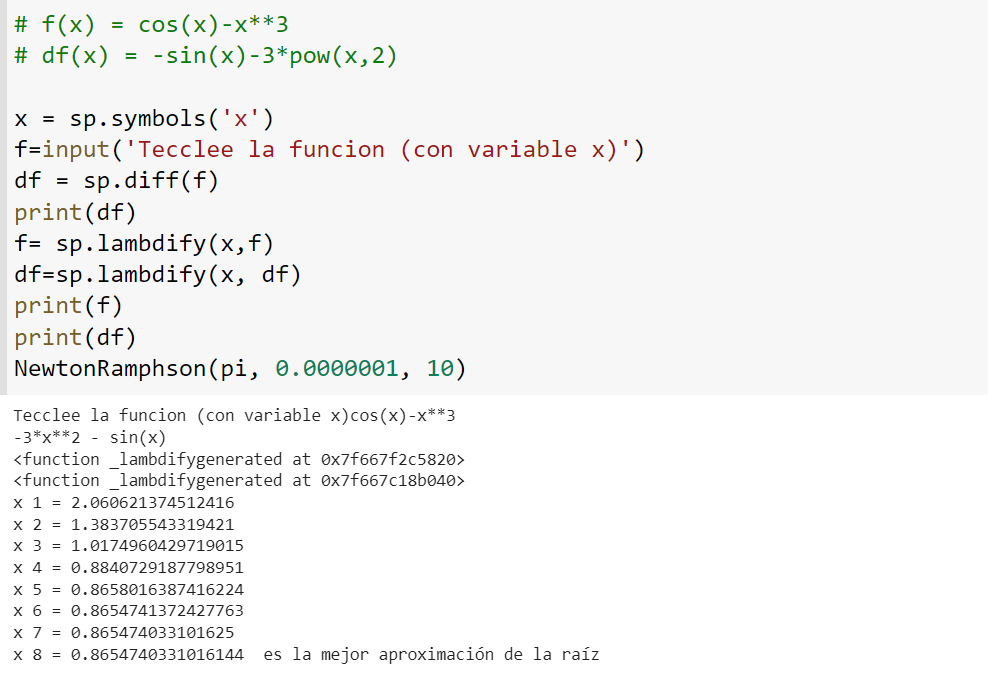 # f(x) = cos(x)-x**3
# df(x) = -sin(x)-3*pow(x,2)
x = sp.symbols('x')
f=input('Tecclee la funcion (con variable x)')
df = sp.diff(f)
print(df)
f= sp.lambdify(x,f)
df=sp.lambdify(x, df)
print(f)
print(df)
NewtonRamphson(pi, 0.0000001, 10)
Tecclee la funcion (con variable x)cos(x)-x**3
-3*x**2 - sin(x)
<function _lambdifygenerated at 0x7f667f2c5820>
<function _lambdifygenerated at 0x7f667c18b040>
x 1 = 2.060621374512416
x 2 = 1.383705543319421
x 3 = 1.0174960429719015
x 4 = 0.8840729187798951
x 5 = 0.8658016387416224
x 6 = 0.8654741372427763
x 7 = 0.865474033101625
x 8 = 0.8654740331016144  es la mejor aproximación de la raíz